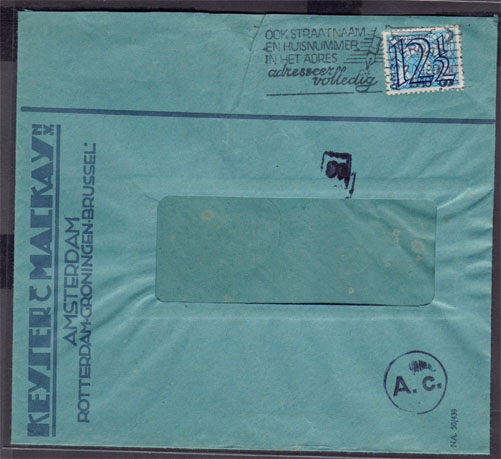 OOK STRAATNAAM
EN HUISNUMMER
IN HET ADRES
adresseer
volledig
12½
KEYSER & MACKAY N.V.
AMSTERDAM
ROTTERDAM-GRONINGEN-BRUSSEL
A.C.